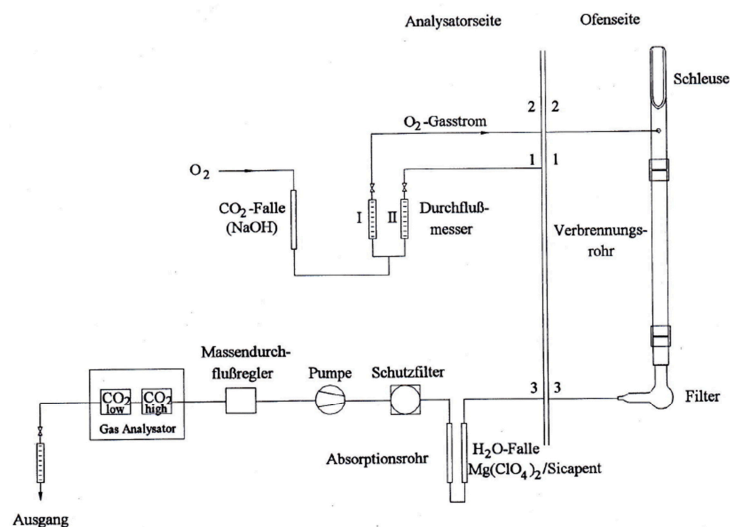 Analysatorseite
Ofenseite
Schleuse
2 2
O2-Gasstrom
1 1
O2
CO2-Falle
(NaOH)
I
II
Durchfluß-
messer
Verbrennungs-
rohr
Massendurch-
flußregler
Pumpe
Schutzfilter
3 3
CO2
low
CO2
high
Gas Analysator
Filter
H2O-Falle
Mg(ClO4)2/Sicapent
Absorptionsrohr
Ausgang